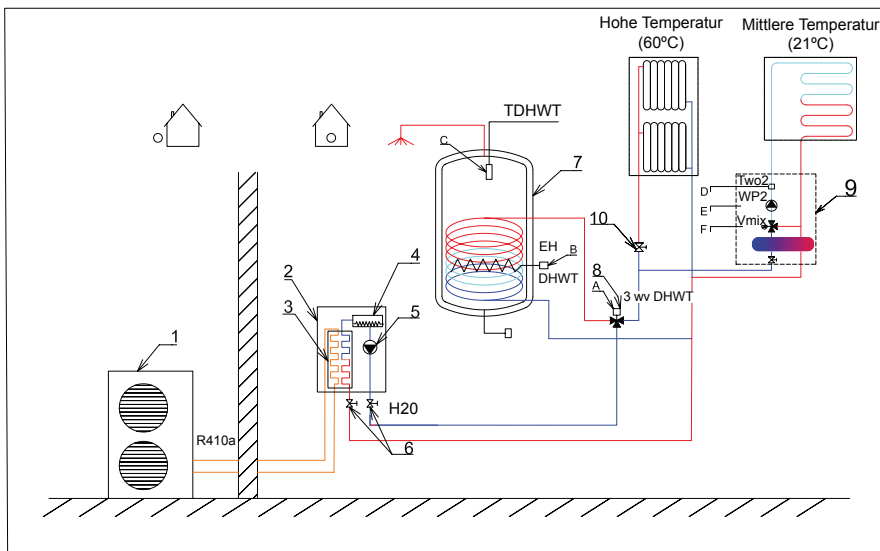 Hohe Temperatur
(60ºC)
Mittlere Temperatur
(21ºC)
TDHWT
C
7
D
Two2
E
WP2
F
Vmix
9
10
EH
B
DHWT
8
A
3 wv DHWT
2
4
3
5
1
R410a
H20
6